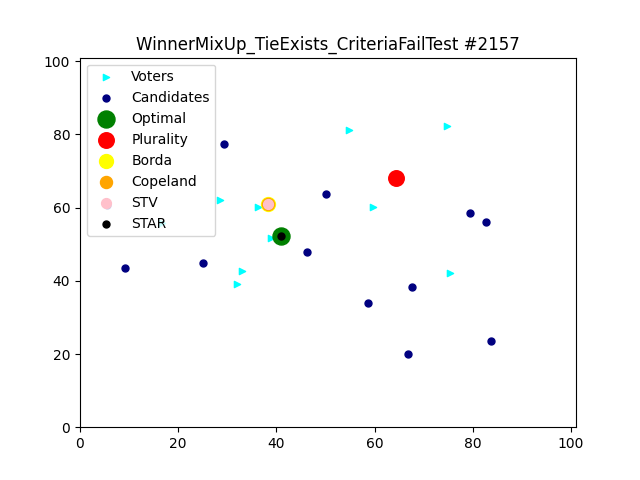 WinnerMixUp_TieExists_CriteriaFailTest #2157
100
80
60
40
20
0
0 20 40 60 80 100
Voters
Candidates
Optimal
Plurality
Borda
Copeland
STV
STAR